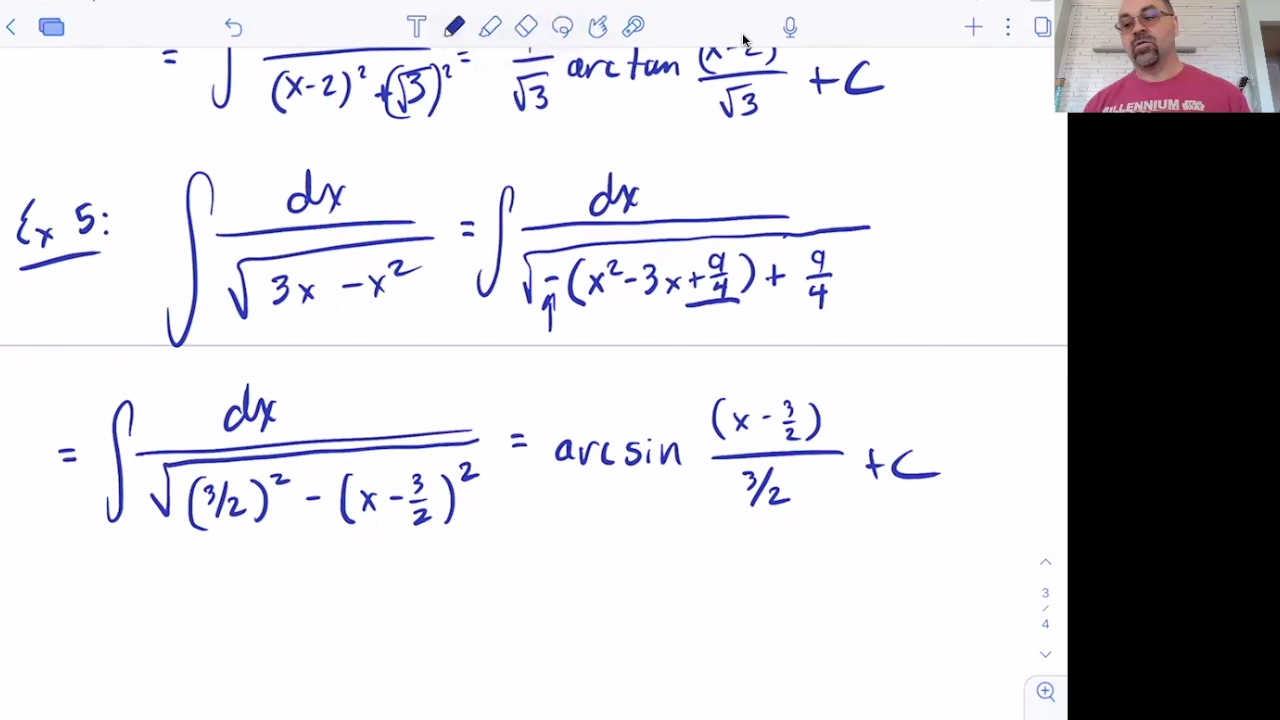 = ∫ / ((x-2)² + (√3)²) = 1/√3 arctan (x-2)/√3 + C
Ex 5: ∫ dx / √(3x - x²) = ∫ dx / √(-(x² - 3x + 9/4) + 9/4)
= ∫ dx / √((3/2)² - (x - 3/2)²) = arcsin (x - 3/2) / (3/2) + C
T
3
/
4
MILLENNIUM